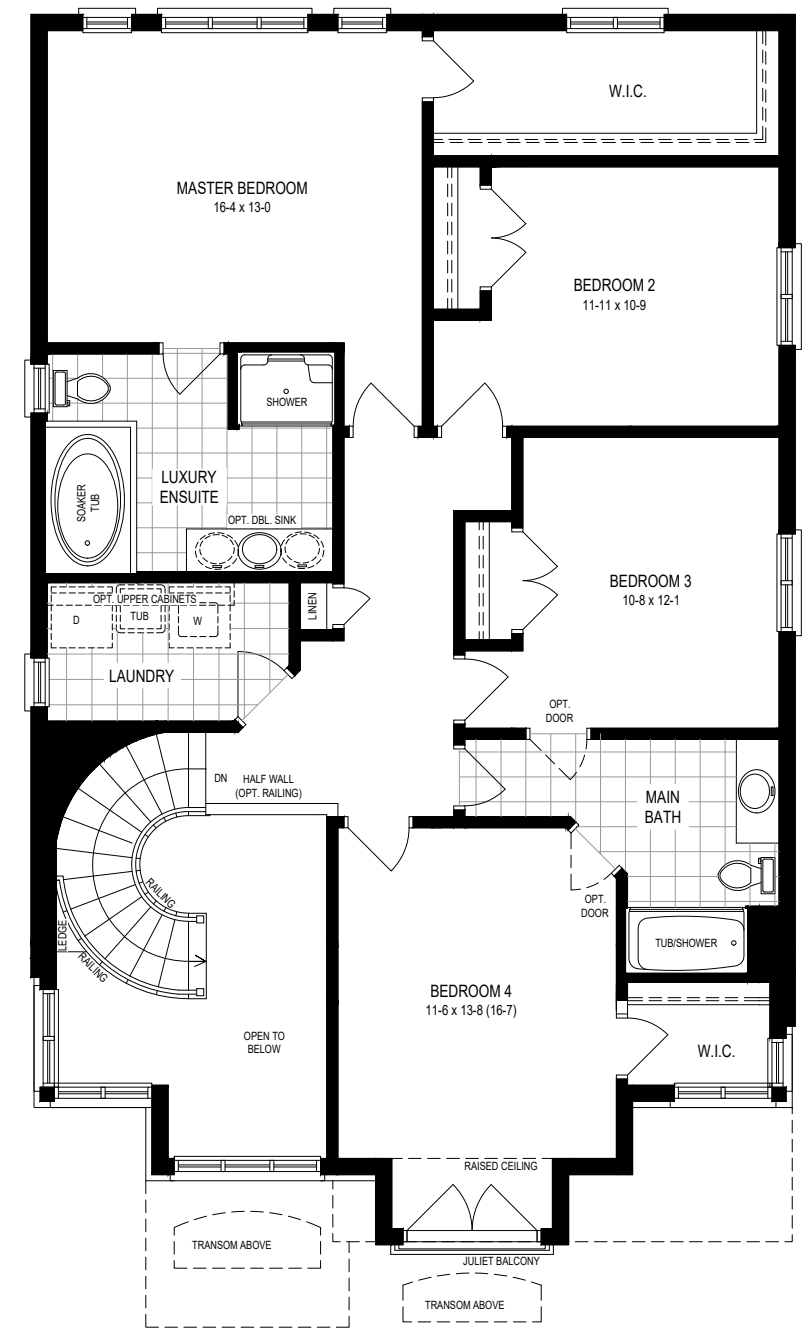 W.I.C.
MASTER BEDROOM
16-4 x 13-0
BEDROOM 2
11-11 x 10-9
SHOWER
SOAKER
TUB
LUXURY
ENSUITE
OPT. DBL. SINK
BEDROOM 3
10-8 x 12-1
OPT. UPPER CABINETS
D
TUB
W
LINEN
LAUNDRY
OPT.
DOOR
DN
HALF WALL
(OPT. RAILING)
MAIN
BATH
RAILING
OPT.
DOOR
LEDGE
RAILING
TUB/SHOWER
BEDROOM 4
11-6 x 13-8 (16-7)
OPEN TO
BELOW
W.I.C.
RAISED CEILING
TRANSOM ABOVE
JULIET BALCONY
TRANSOM ABOVE